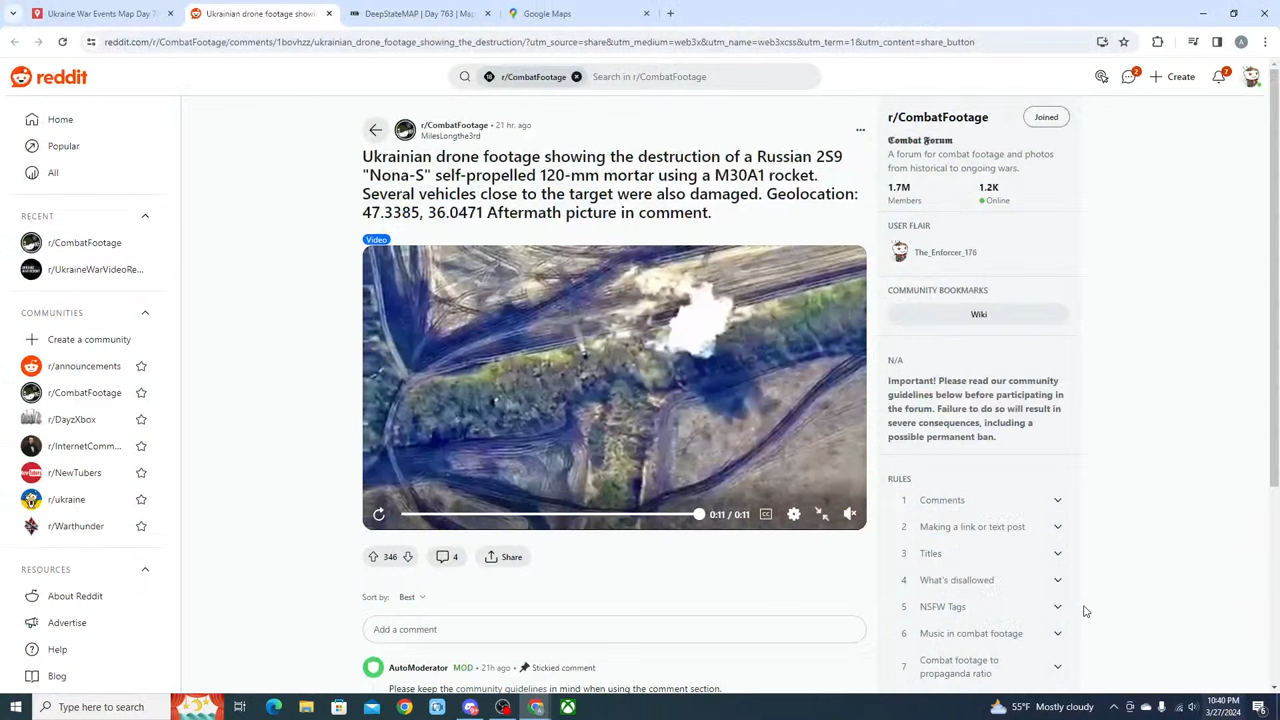 Ukraine War Events Map Day 7
Ukrainian drone footage showi
DeepStateMAP | Day 763 | Map
Google Maps
reddit.com/r/CombatFootage/comments/1bovhzz/ukrainian_drone_footage_showing_the_destruction/?utm_source=share&utm_medium=web3x&utm_name=web3xcss&utm_term=1&utm_content=share_button
A
reddit
r/CombatFootage
Search in r/CombatFootage
2
Create
7
Home
Popular
All
RECENT
r/CombatFootage
r/UkraineWarVideoRe...
COMMUNITIES
Create a community
r/announcements
r/CombatFootage
r/DayzXbox
r/InternetComm...
r/NewTubers
r/ukraine
r/Warthunder
RESOURCES
About Reddit
Advertise
Help
Blog
r/CombatFootage • 21 hr. ago
MilesLongthe3rd
Ukrainian drone footage showing the destruction of a Russian 2S9
"Nona-S" self-propelled 120-mm mortar using a M30A1 rocket.
Several vehicles close to the target were also damaged. Geolocation:
47.3385, 36.0471 Aftermath picture in comment.
Video
0:11 / 0:11
CC
346
4
Share
Sort by: Best
Add a comment
AutoModerator MOD • 21h ago • Stickied comment
Please keep the community guidelines in mind when using the comment section.
r/CombatFootage
Joined
Combat Forum
A forum for combat footage and photos
from historical to ongoing wars.
1.7M 1.2K
Members Online
USER FLAIR
The_Enforcer_176
COMMUNITY BOOKMARKS
Wiki
N/A
Important! Please read our community
guidelines below before participating in
the forum. Failure to do so will result in
severe consequences, including a
possible permanent ban.
RULES
1 Comments
2 Making a link or text post
3 Titles
4 What's disallowed
5 NSFW Tags
6 Music in combat footage
7 Combat footage to
propaganda ratio
Type here to search
55°F Mostly cloudy
10:40 PM
3/27/2024